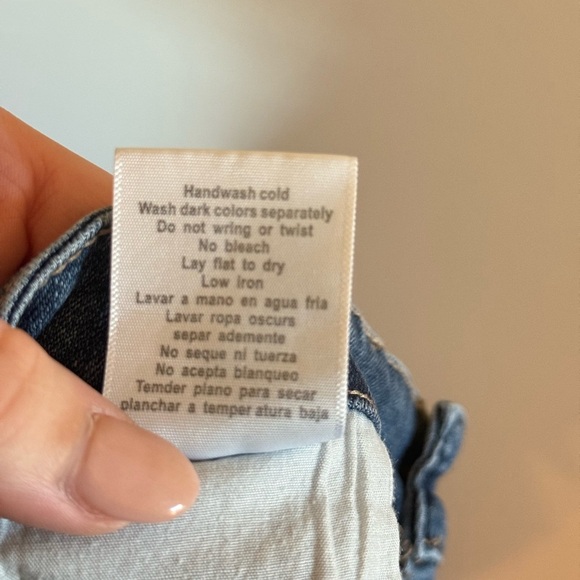 Handwash cold
Wash dark colors separately
Do not wring or twist
No bleach
Lay flat to dry
Low iron
Lavar a mano en agua fria
Lavar ropa oscurs
separ ademente
No seque ni tuerza
No acepta blanqueo
Temder plano para secar
planchar a temper atura baja